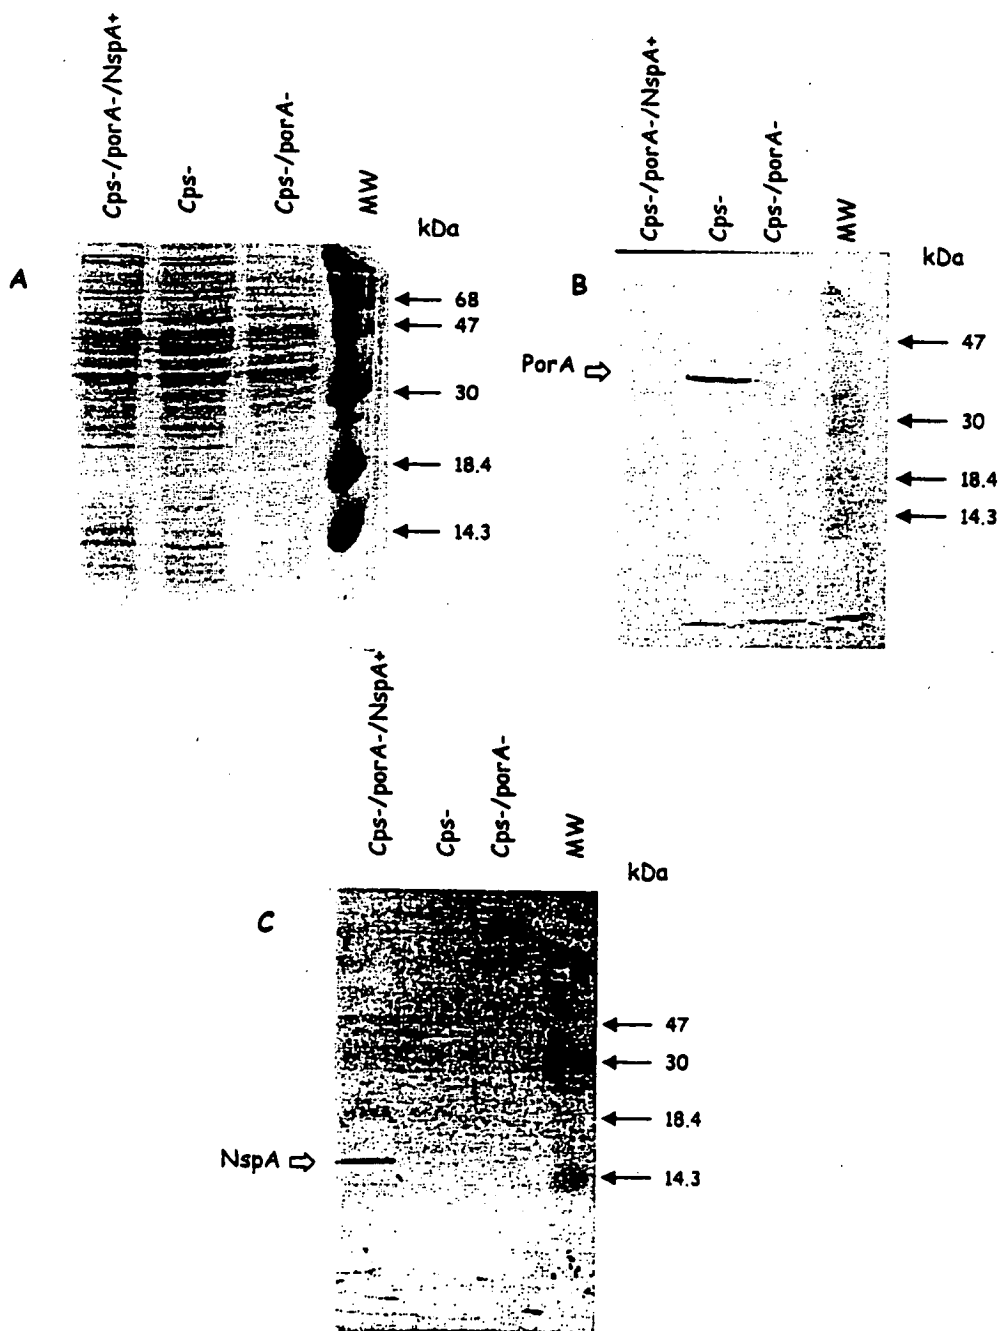 A
Cps-/porA-/NspA+
Cps-
Cps-/porA-
MW
kDa
68
47
30
18.4
14.3
B
Cps-/porA-/NspA+
Cps-
Cps-/porA-
MW
kDa
PorA
47
30
18.4
14.3
C
Cps-/porA-/NspA+
Cps-
Cps-/porA-
MW
kDa
47
30
18.4
NspA
14.3